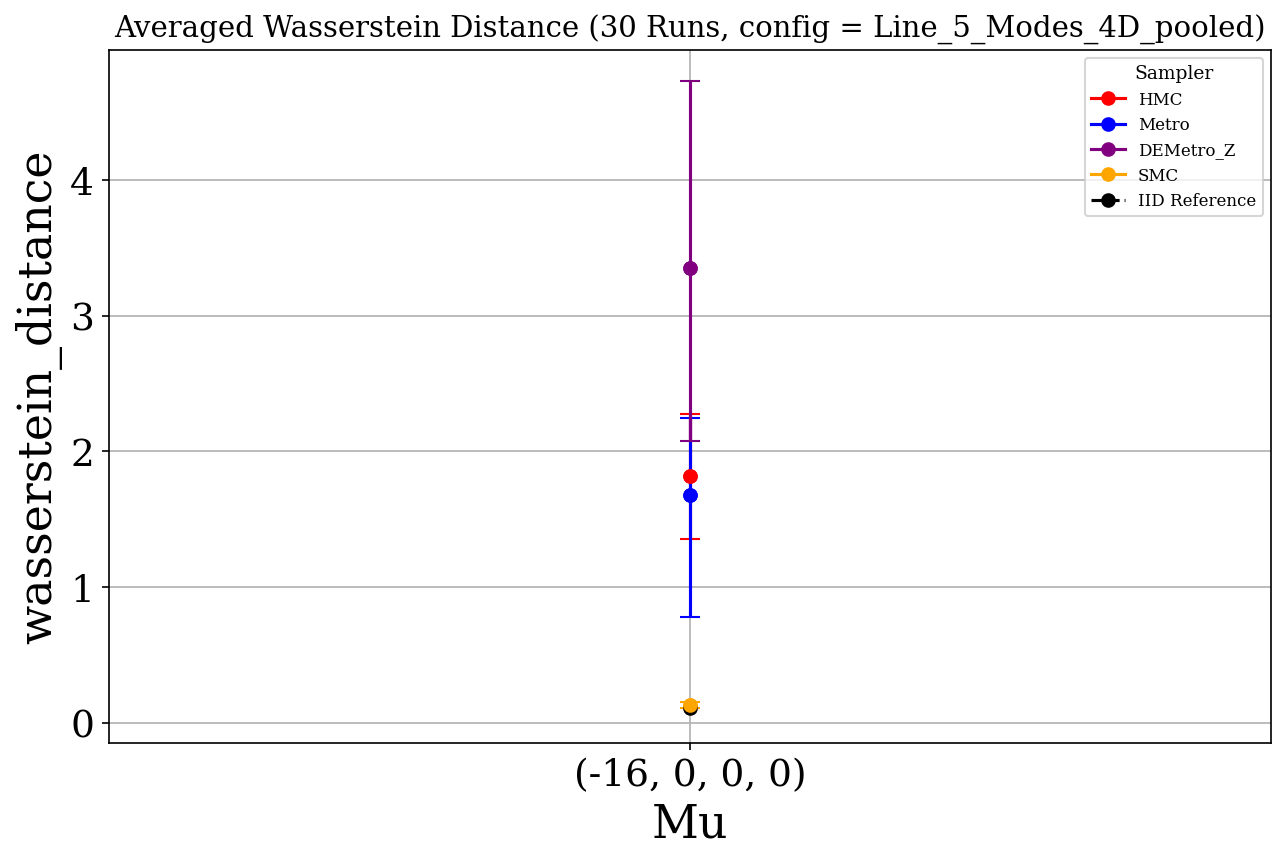 Averaged Wasserstein Distance (30 Runs, config = Line_5_Modes_4D_pooled)
Sampler
HMC
Metro
DEMetro_Z
SMC
IID Reference
wasserstein_distance
4
3
2
1
0
(-16, 0, 0, 0)
Mu